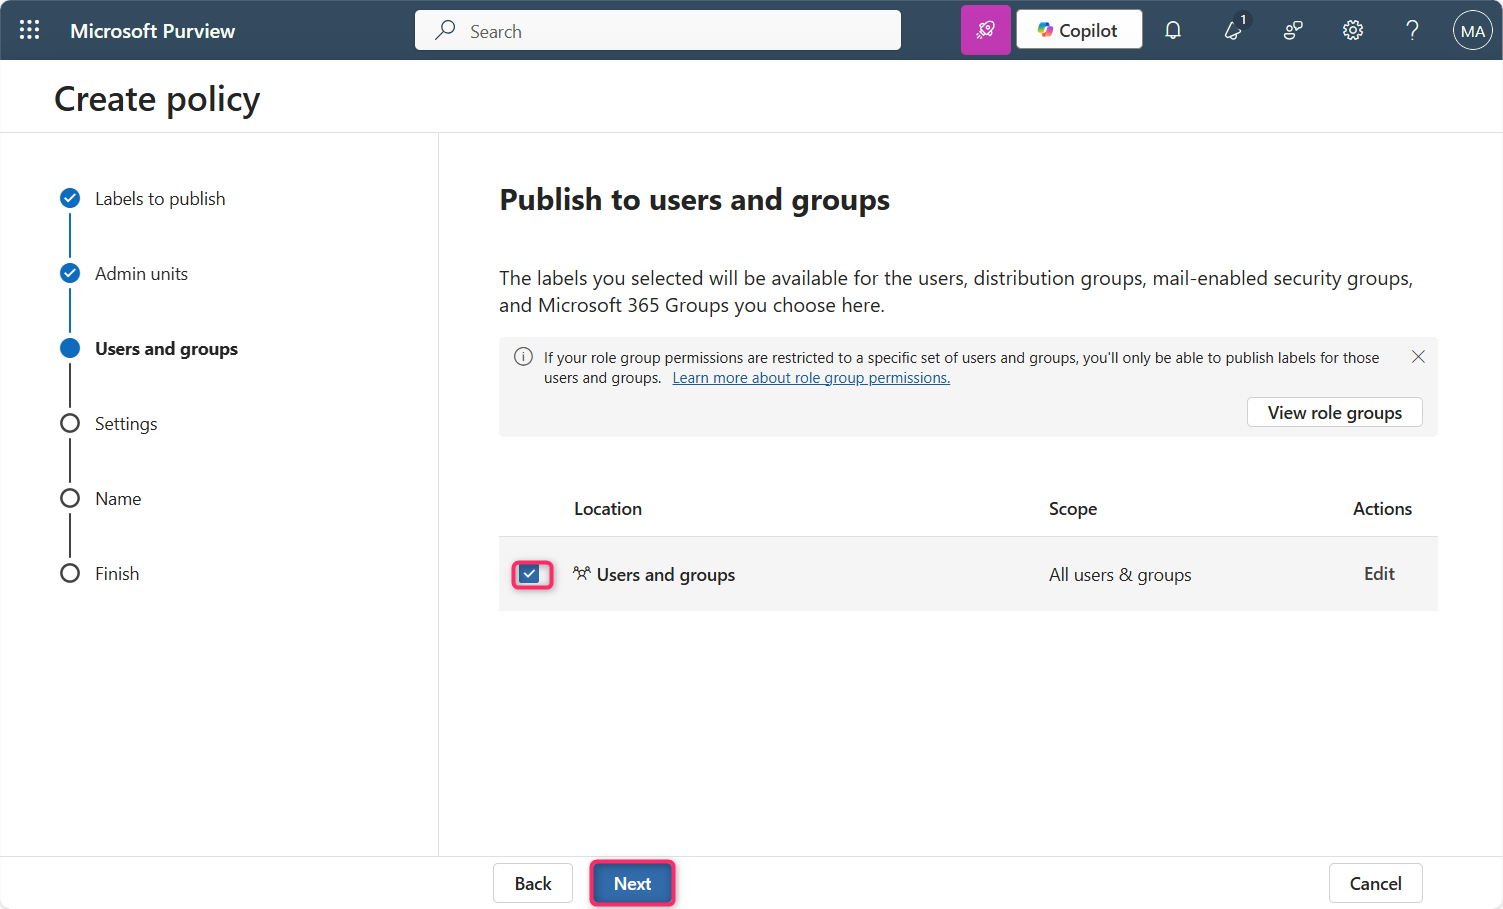 Microsoft Purview
Search
Copilot
1
?
MA
Create policy
Labels to publish
Admin units
Users and groups
Settings
Name
Finish
Publish to users and groups
The labels you selected will be available for the users, distribution groups, mail-enabled security groups,
and Microsoft 365 Groups you choose here.
If your role group permissions are restricted to a specific set of users and groups, you'll only be able to publish labels for those
users and groups. Learn more about role group permissions.
View role groups
Location Scope Actions
Users and groups All users & groups Edit
Back Next Cancel